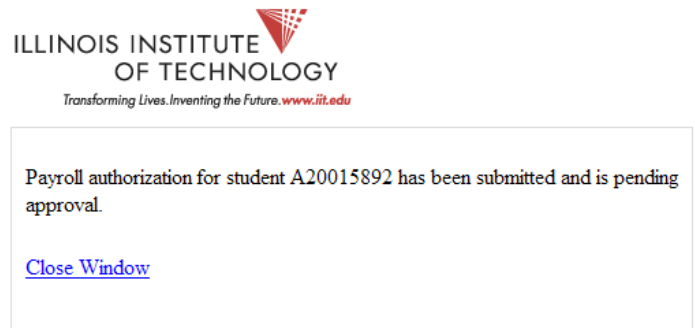 ILLINOIS INSTITUTE
OF TECHNOLOGY
Transforming Lives.Inventing the Future.www.iit.edu
Payroll authorization for student A20015892 has been submitted and is pending
approval.
Close Window